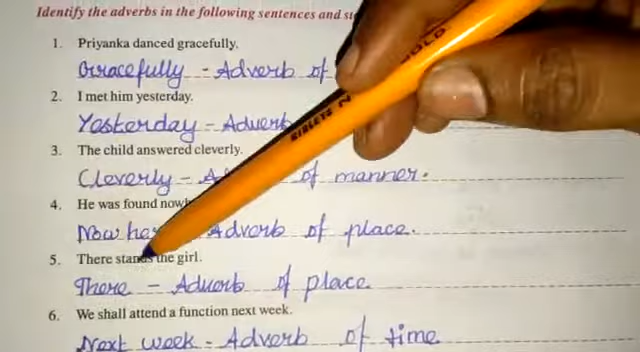 Identify the adverbs in the following sentences and
1. Priyanka danced gracefully.
Gracefully - Adverb of
2. I met him yesterday.
Yesterday - Adverb
3. The child answered cleverly.
Cleverly - of manner.
4. He was found
Adverb of place.
5. There stands the girl.
There - Adverb of place
6. We shall attend a function next week.
Next week - Adverb of time